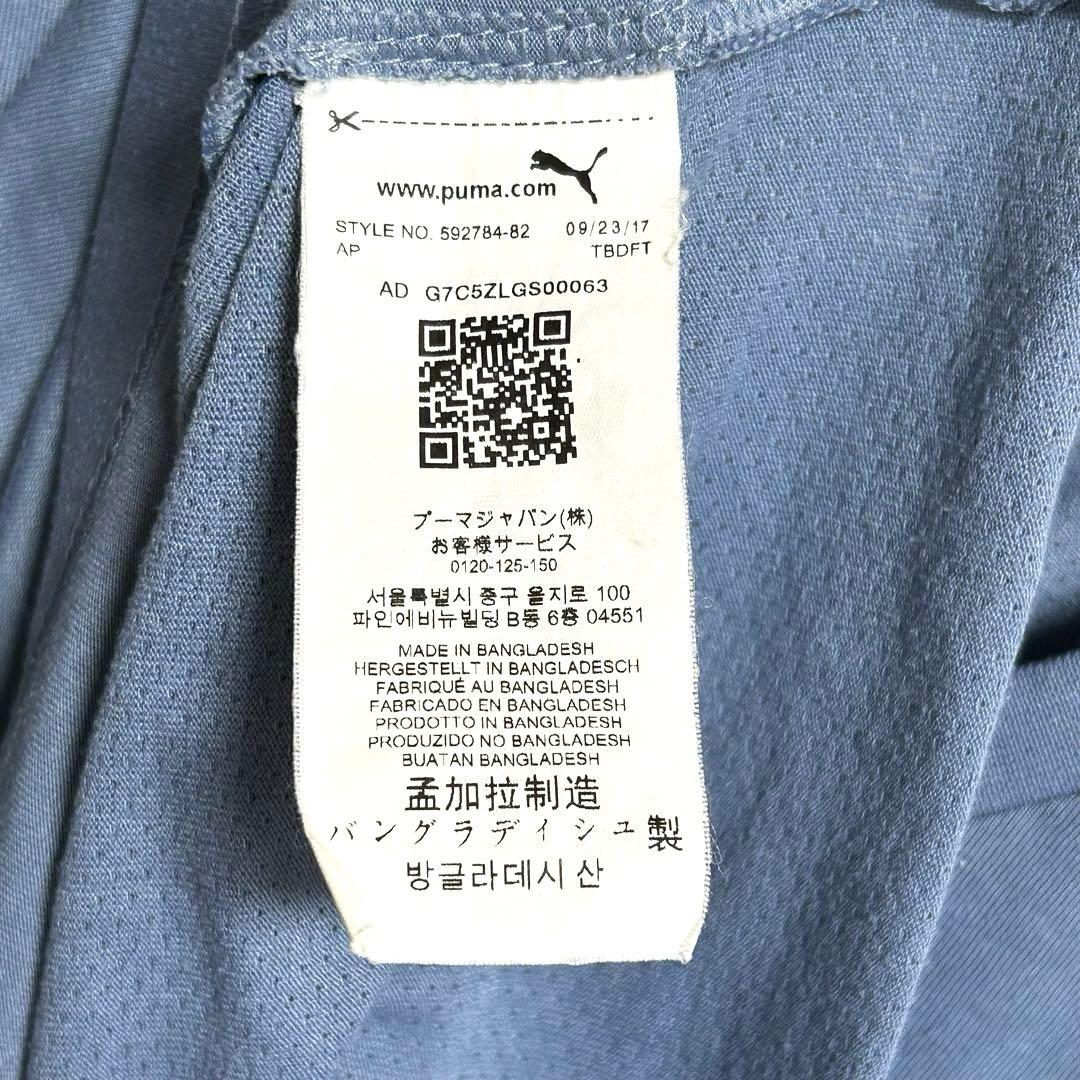 www.puma.com
STYLE NO. 592784-82 09/23/17
AP TBDFT
AD G7C5ZLGS00063
プーマジャパン(株)
お客様サービス
0120-125-150
서울특별시 중구 을지로 100
파인에비뉴빌딩 B동 6층 04551
MADE IN BANGLADESH
HERGESTELLT IN BANGLADESCH
FABRIQUÉ AU BANGLADESH
FABRICADO EN BANGLADESH
PRODOTTO IN BANGLADESH
PRODUZIDO NO BANGLADESH
BUATAN BANGLADESH
孟加拉制造
バングラディシュ製
방글라데시 산